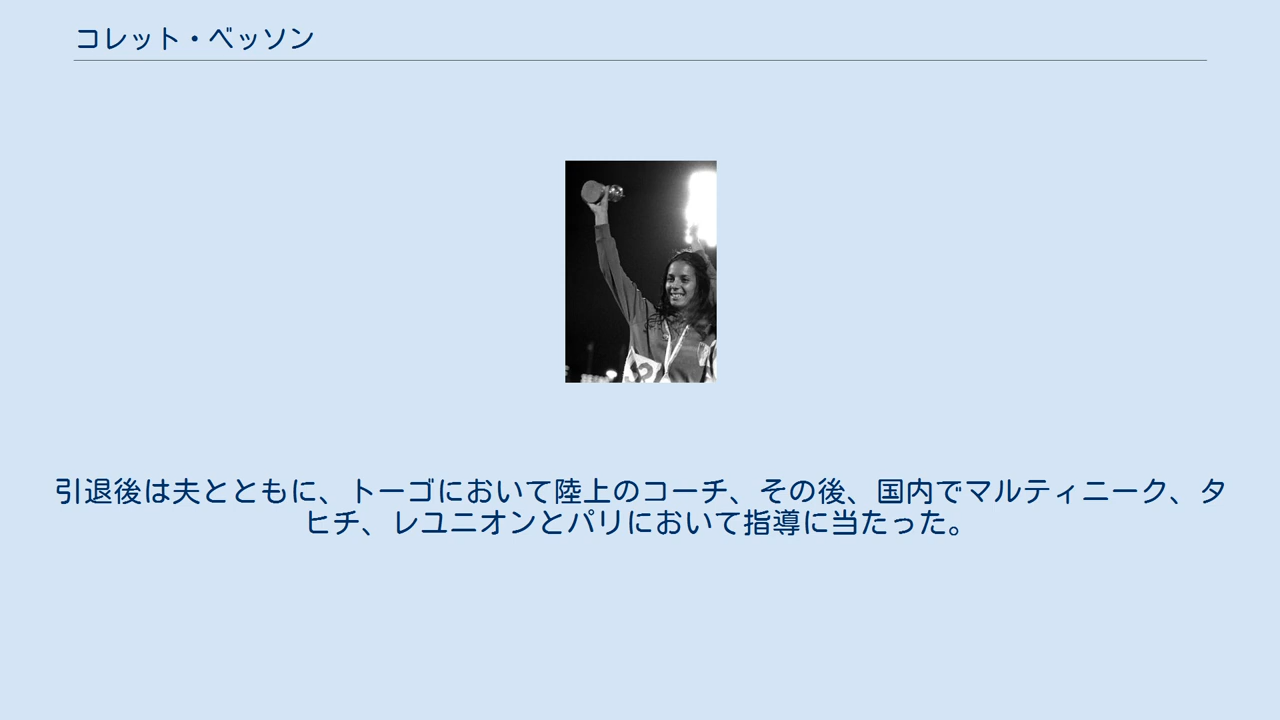 コレット・ベッソン
引退後は夫とともに、トーゴにおいて陸上のコーチ、その後、国内でマルティニーク、タ
ヒチ、レユニオンとパリにおいて指導に当たった。